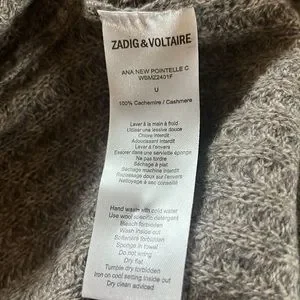 ZADIG & VOLTAIRE
ANA NEW POINTELLE C
WBMZ2401F
U
100% Cachemire / Cashmere
Laver à la main à froid
Utiliser une lessive douce
Chlore interdit
Adoucissant interdit
Laver à l'envers
Essorer dans une serviette éponge
Ne pas tordre
Séchage à plat
Séchage machine interdit
Repassage doux sur l'envers
Nettoyage à sec conseillé
Hand wash with cold water
Use wool specific detergent
Bleach forbidden
Wash inside out
Softeners forbidden
Sponge in towel
Do not wring
Dry flat
Tumble dry forbidden
Iron on cool setting inside out
Dry clean adviced